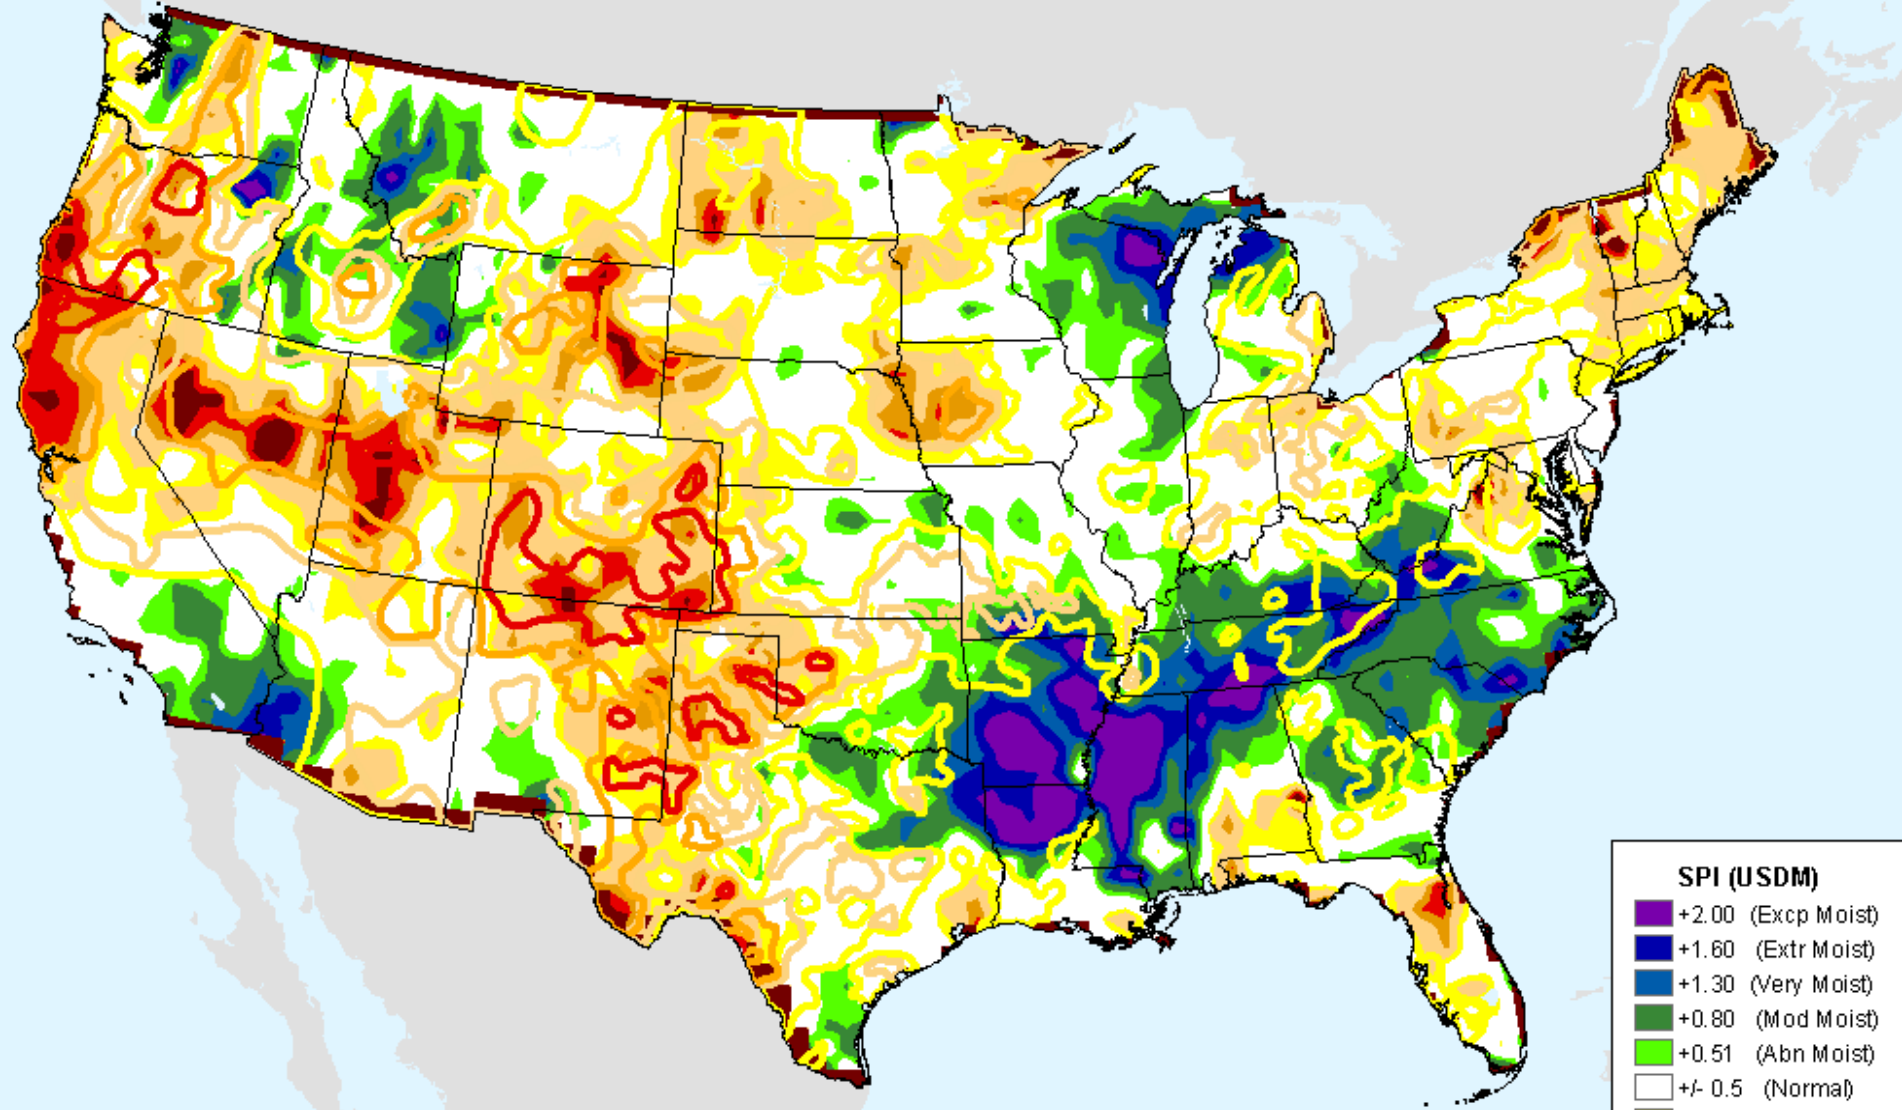 SPI (USDM)
+2.00 (Excp Moist)
+1.60 (Extr Moist)
+1.30 (Very Moist)
+0.80 (Mod Moist)
+0.51 (Abn Moist)
+/- 0.5 (Normal)